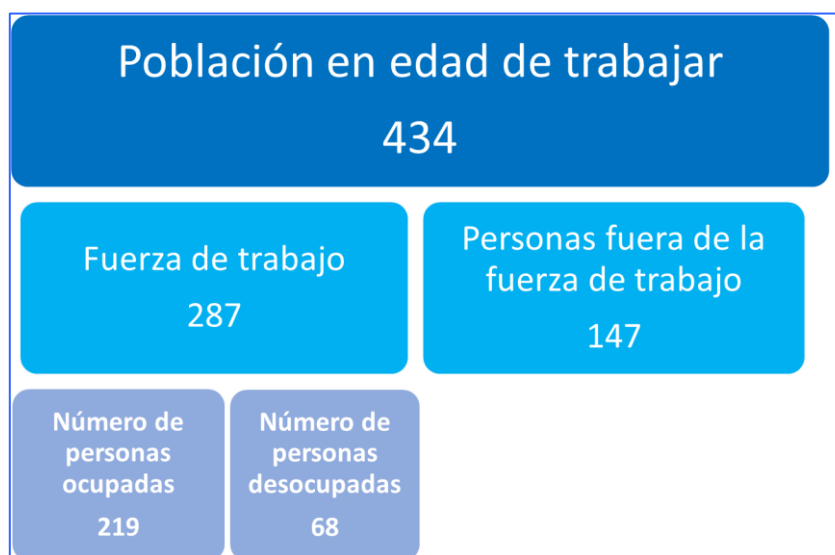 Población en edad de trabajar
434
Fuerza de trabajo
287
Personas fuera de la
fuerza de trabajo
147
Número de
personas
ocupadas
219
Número de
personas
desocupadas
68